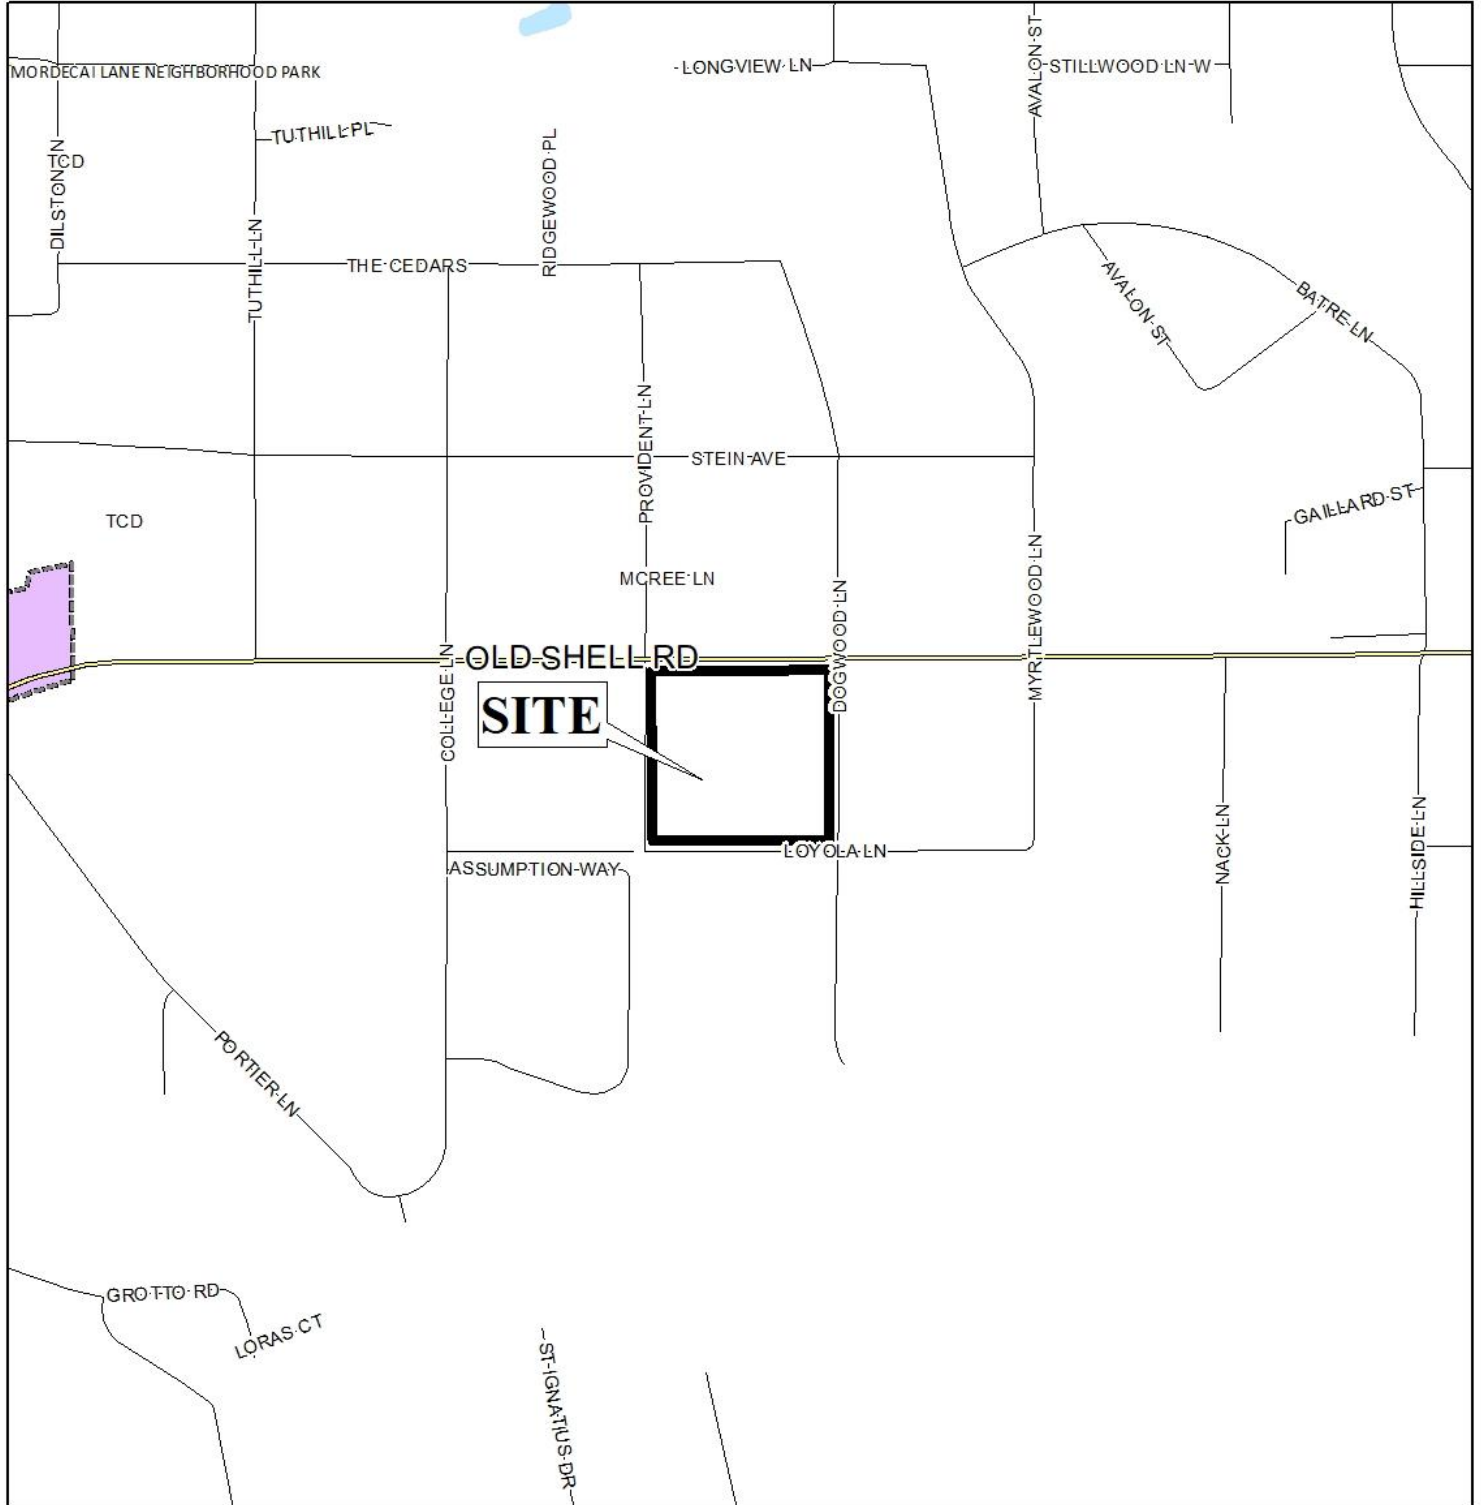 AVALON ST
LONGVIEW LN
STILLWOOD LN W
MORDECAI LANE NEIGHBORHOOD PARK
TUTHILL PL
DILSTON LN
TCD
RIDGEWOOD PL
TUTHILL LN
THE CEDARS
AVALON ST
BATRE LN
PROVIDENT LN
STEIN AVE
GAILLARD ST
TCD
MCREE LN
DOGWOOD LN
MYRTLEWOOD LN
OLD SHELL RD
COLLEGE LN
SITE
NACK LN
HILLSIDE LN
LOYOLA LN
ASSUMPTION WAY
PORTIER LN
GROTTO RD
LORAS CT
ST IGNATIUS DR